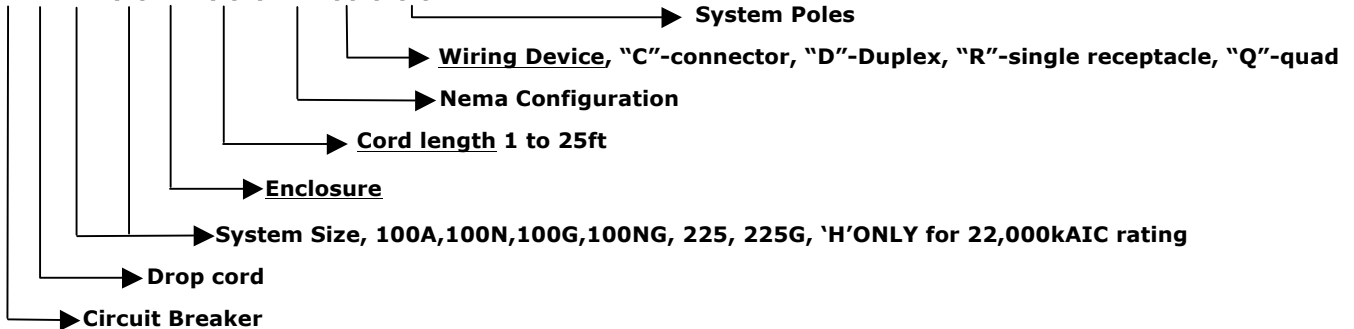 System Poles
Wiring Device, “C”-connector, “D”-Duplex, “R”-single receptacle, “Q”-quad
Nema Configuration
Cord length 1 to 25ft
Enclosure
System Size, 100A,100N,100G,100NG, 225, 225G, ‘H’ONLY for 22,000kAIC rating
Drop cord
Circuit Breaker